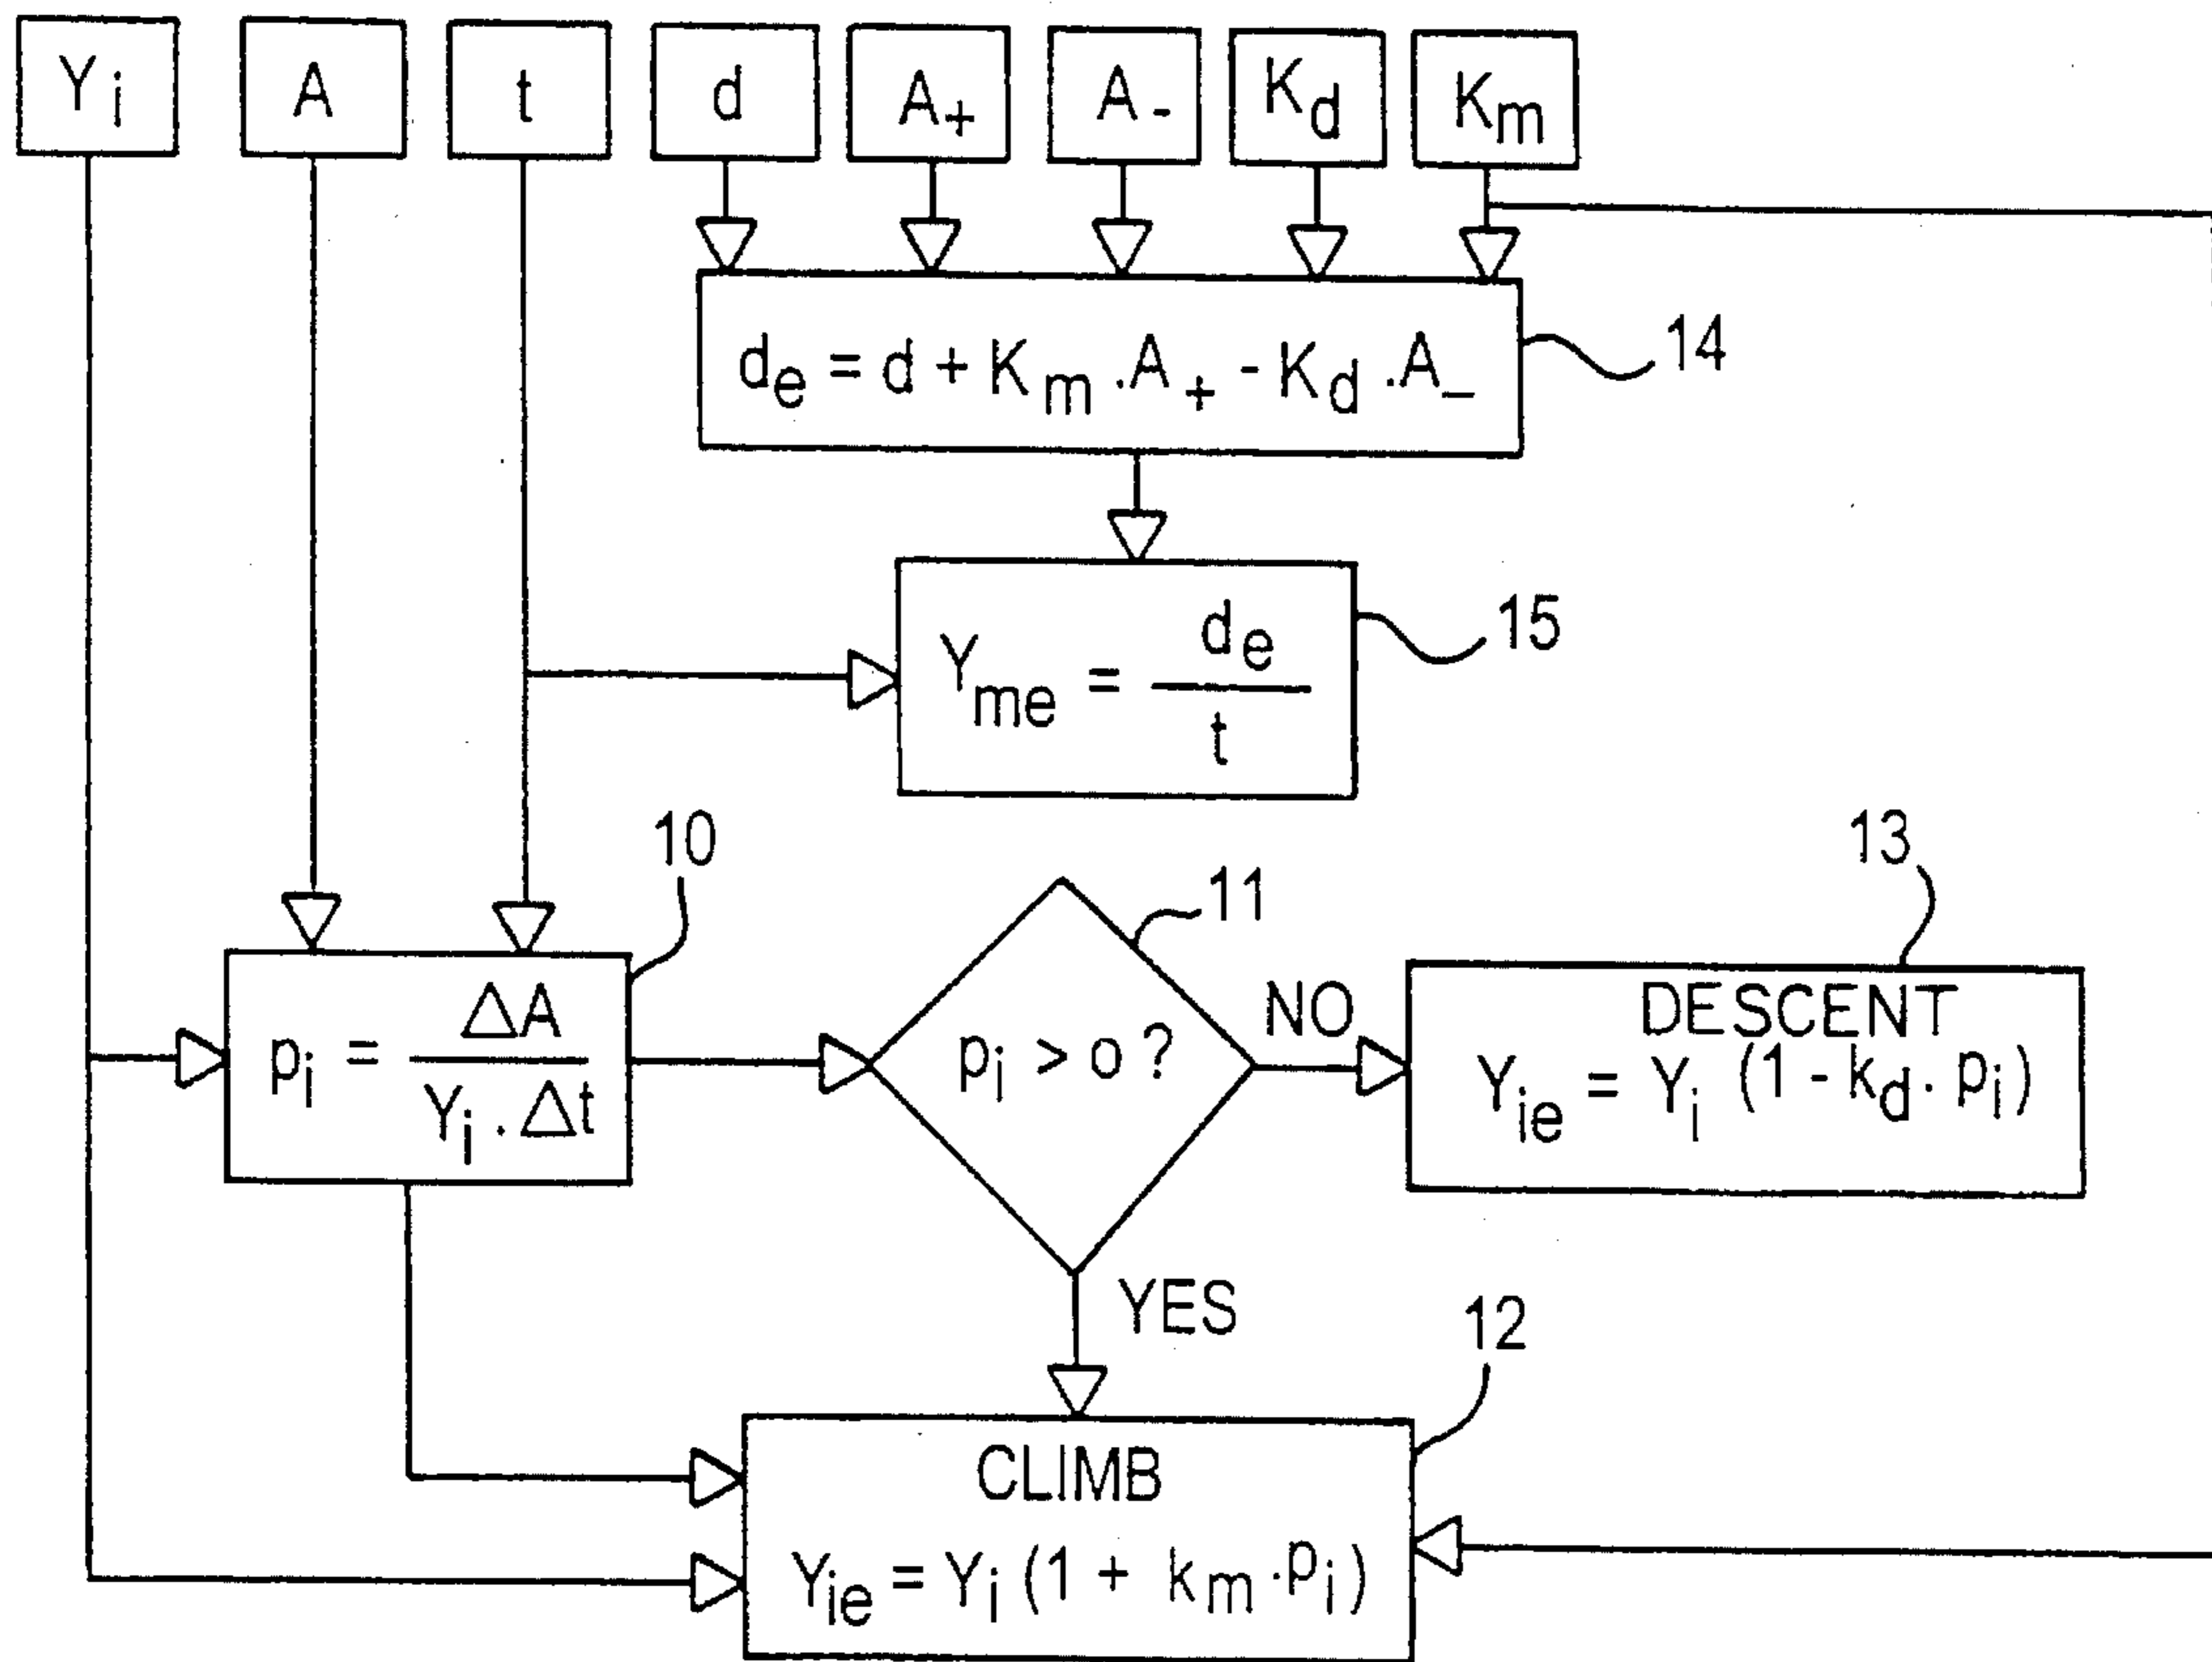 Yi A t d A+ A- Kd Km
de = d + Km . A+ - Kd . A-
14
Yme = de / t
15
10
pi = ΔA / Yi . Δt
11
pi > o ?
NO
YES
13
DESCENT
Yie = Yi (1 - kd . pi)
12
CLIMB
Yie = Yi (1 + km . pi)